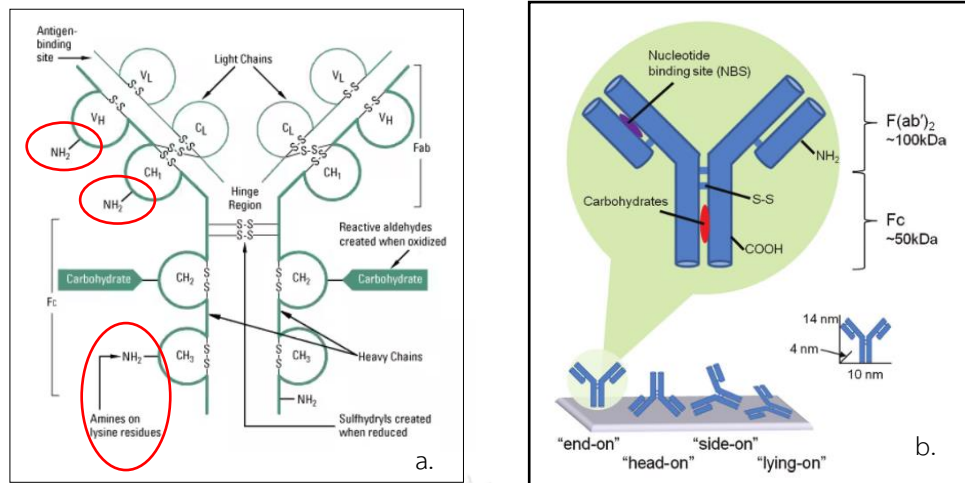 Antigen-
binding
site
Light Chains
VL
VL
S-S
S-S
VH
CL
CL
VH
NH2
S-S
S-S
Fab
CH1
CH1
NH2
Hinge
Region
S-S
S-S
Reactive aldehydes
created when oxidized
Carbohydrate
CH2
S-S
S-S
CH2
Carbohydrate
Fc
NH2
CH3
S-S
S-S
CH3
Heavy Chains
NH2
Amines on
lysine residues
Sulfhydryls created
when reduced
a.
Nucleotide
binding site (NBS)
F(ab')2
~100kDa
NH2
S-S
Carbohydrates
Fc
~50kDa
COOH
14 nm
4 nm
10 nm
"end-on"
"side-on"
"head-on"
"lying-on"
b.